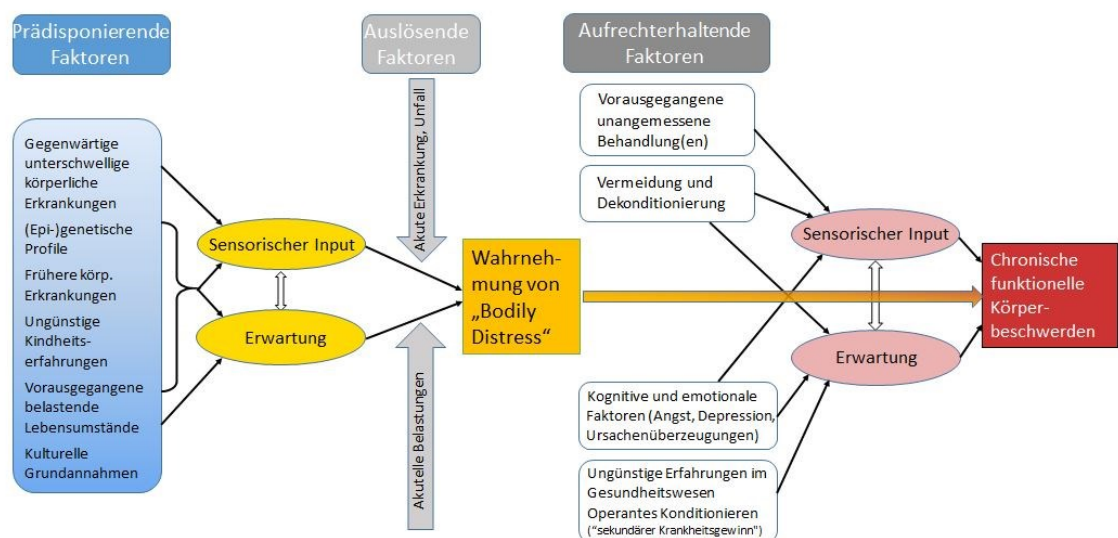 Prädisponierende
Faktoren
Auslösende
Faktoren
Aufrechterhaltende
Faktoren
Gegenwärtige
unterschwellige
körperliche
Erkrankungen
(Epi-)genetische
Profile
Frühere körp.
Erkrankungen
Ungünstige
Kindheits-
erfahrungen
Vorausgegangene
belastende
Lebensumstände
Kulturelle
Grundannahmen
Sensorischer Input
Erwartung
Akute Erkrankung, Unfall
Akutelle Belastungen
Wahrneh-
mung von
„Bodily
Distress“
Vorausgegangene
unangemessene
Behandlung(en)
Vermeidung und
Dekonditionierung
Sensorischer Input
Erwartung
Kognitive und emotionale
Faktoren (Angst, Depression,
Ursachenüberzeugungen)
Ungünstige Erfahrungen im
Gesundheitswesen
Operantes Konditionieren
(“sekundärer Krankheitsgewinn")
Chronische
funktionelle
Körper-
beschwerden